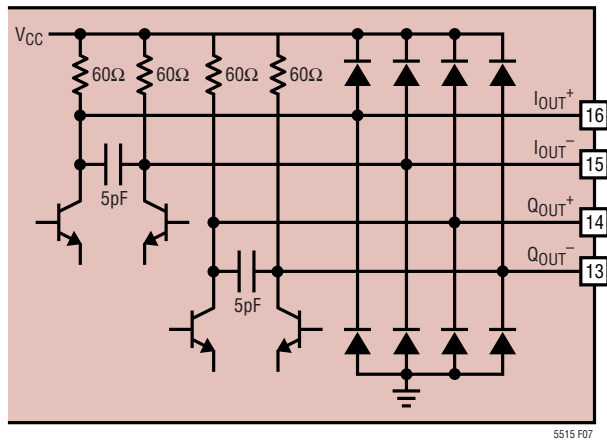 VCC
60Ω 60Ω 60Ω 60Ω
IOUT+
16
IOUT–
15
5pF
QOUT+
14
QOUT–
13
5pF
5515 F07